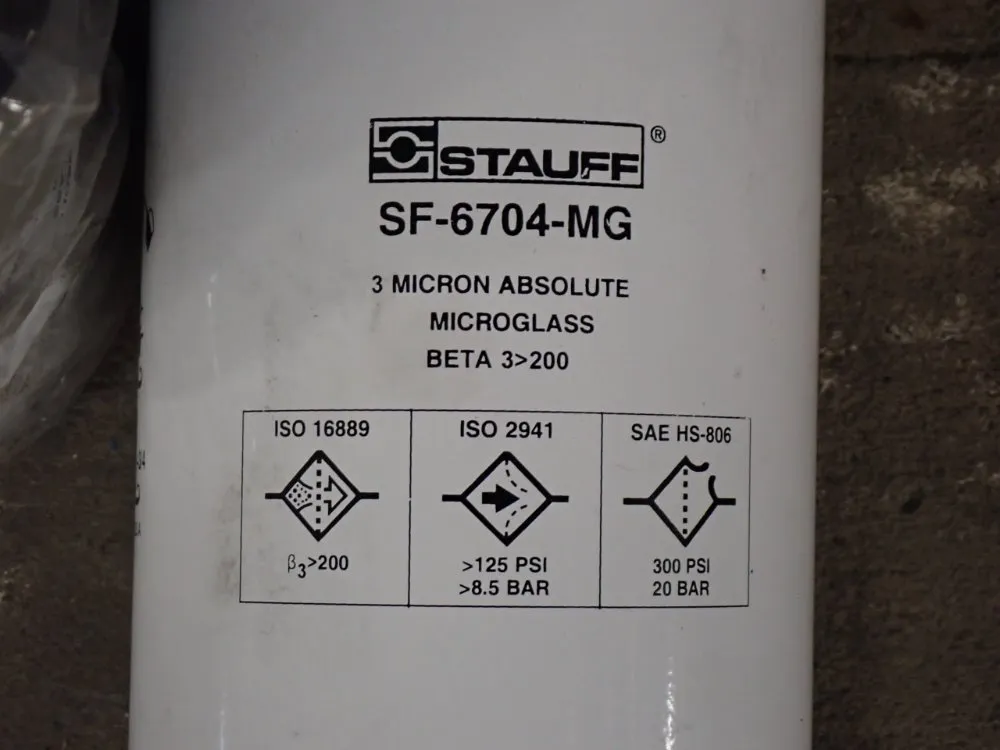 STAUFF®
SF-6704-MG
3 MICRON ABSOLUTE
MICROGLASS
BETA 3>200
ISO 16889
β3>200
ISO 2941
>125 PSI
>8.5 BAR
SAE HS-806
300 PSI
20 BAR